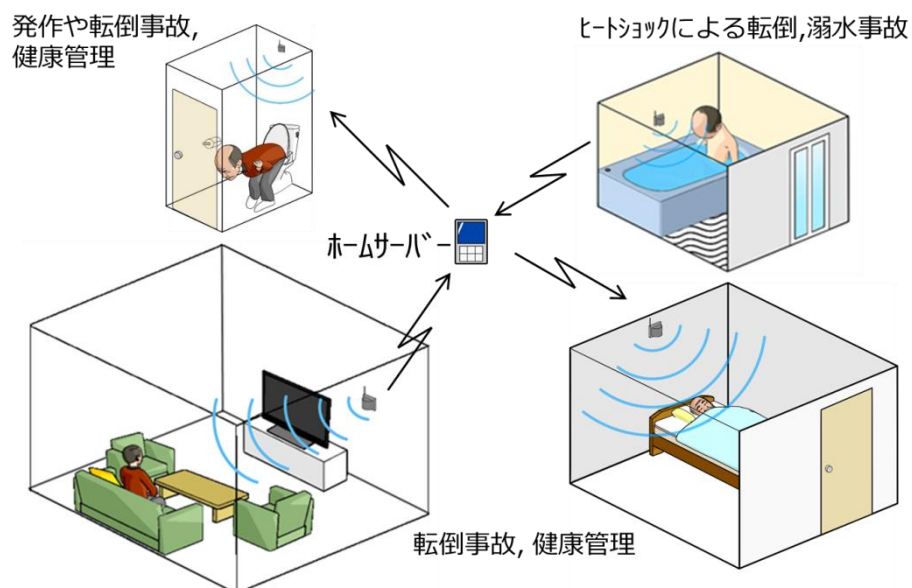 発作や転倒事故,
健康管理
ﾋｰﾄｼｮｯｸによる転倒,溺水事故
ﾎｰﾑｻｰﾊﾞｰ
転倒事故, 健康管理